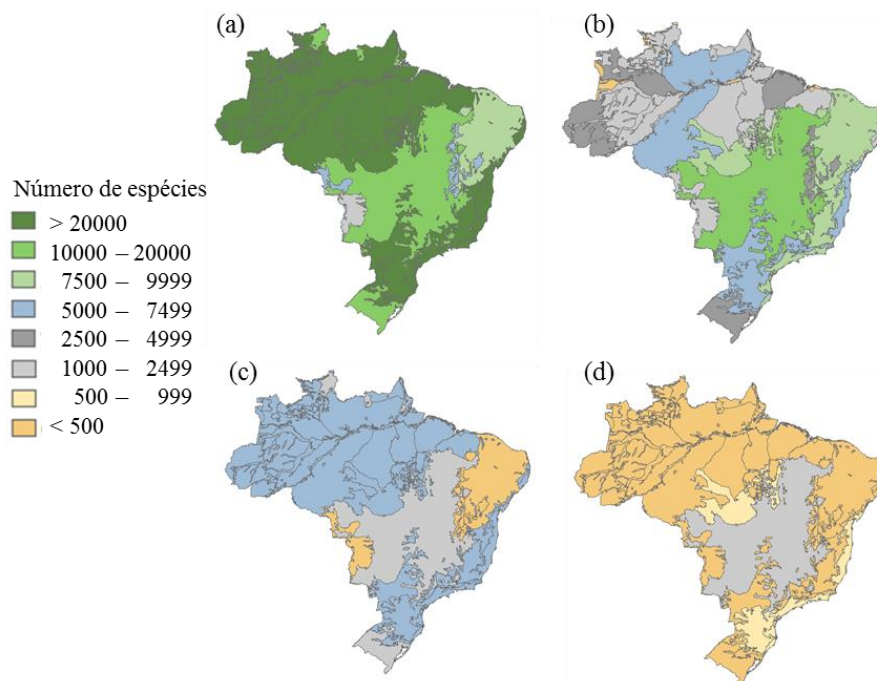 (a)
(b)
Número de espécies
> 20000
10000 – 20000
7500 – 9999
5000 – 7499
2500 – 4999
1000 – 2499
500 – 999
< 500
(c)
(d)